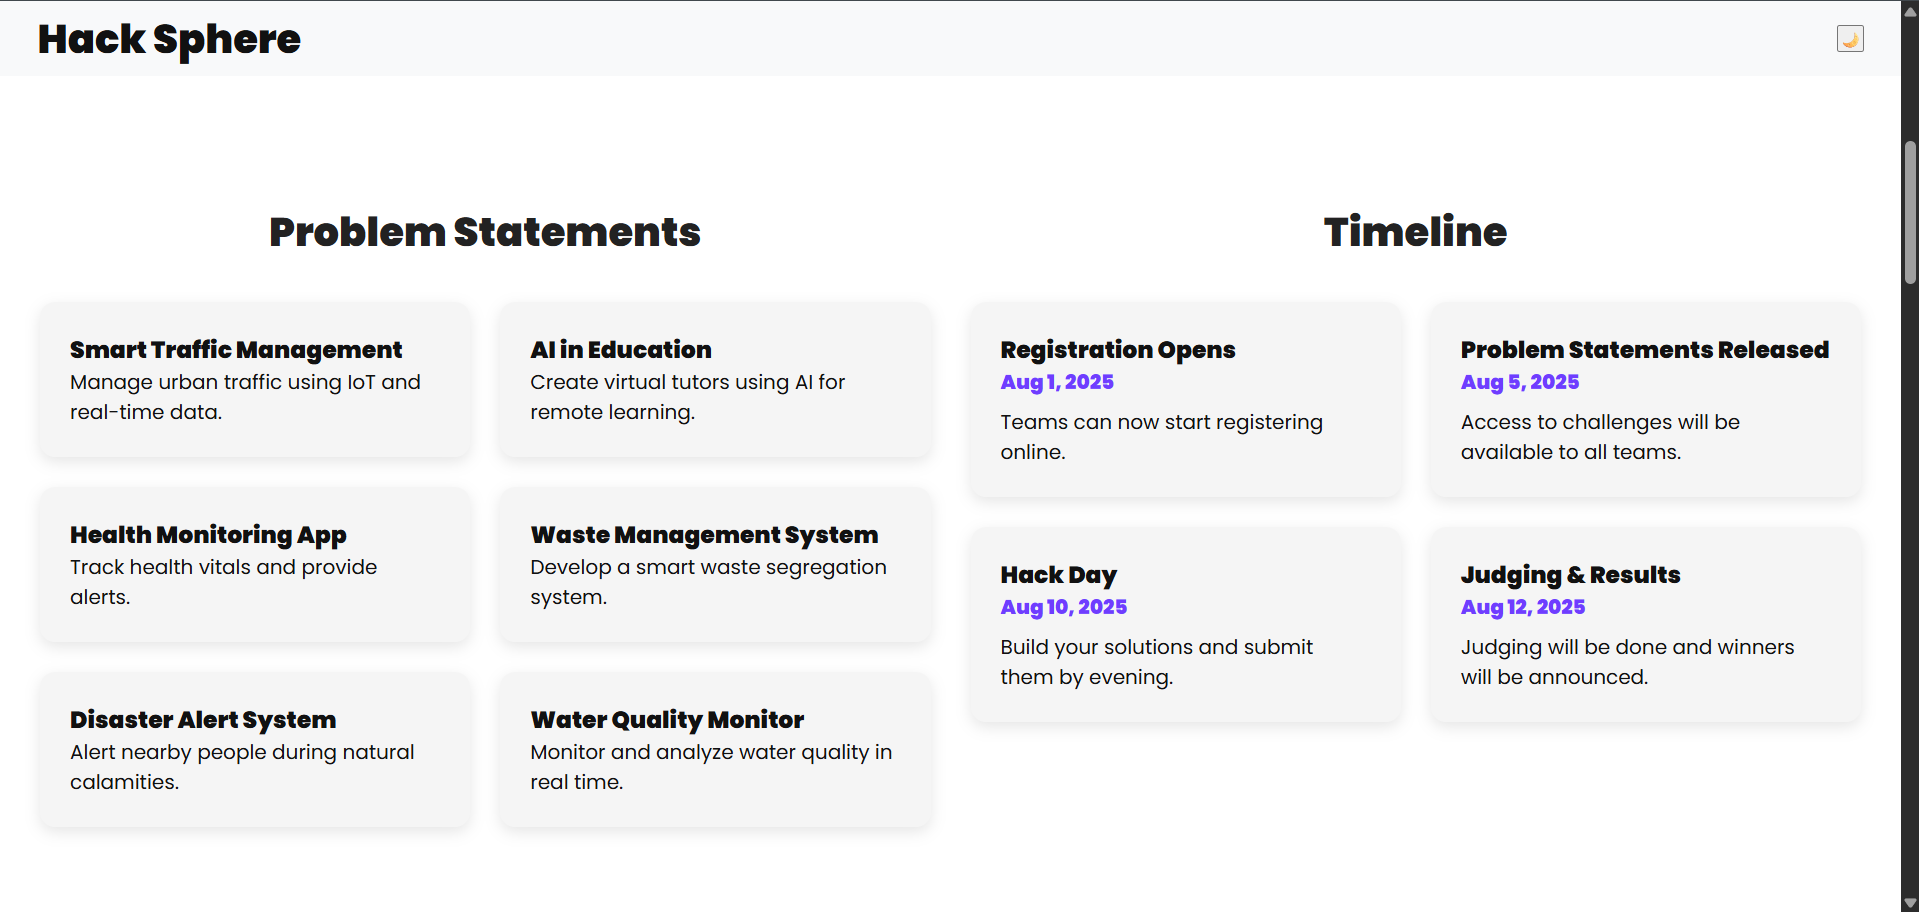 Hack Sphere
Problem Statements
Smart Traffic Management
Manage urban traffic using IoT and
real-time data.
AI in Education
Create virtual tutors using AI for
remote learning.
Health Monitoring App
Track health vitals and provide
alerts.
Waste Management System
Develop a smart waste segregation
system.
Disaster Alert System
Alert nearby people during natural
calamities.
Water Quality Monitor
Monitor and analyze water quality in
real time.
Timeline
Registration Opens
Aug 1, 2025
Teams can now start registering
online.
Problem Statements Released
Aug 5, 2025
Access to challenges will be
available to all teams.
Hack Day
Aug 10, 2025
Build your solutions and submit
them by evening.
Judging & Results
Aug 12, 2025
Judging will be done and winners
will be announced.